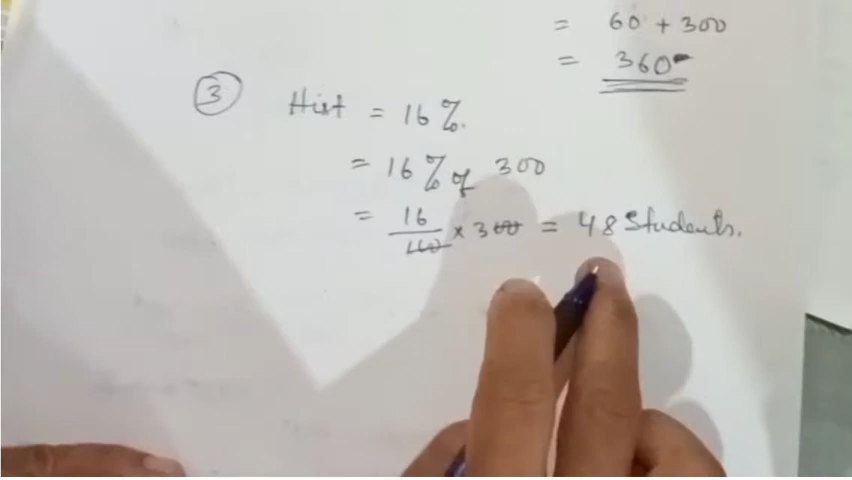 = 60 + 300
= 360
3 Hist = 16%.
= 16% of 300
= 16/100 × 300 = 48 Students.